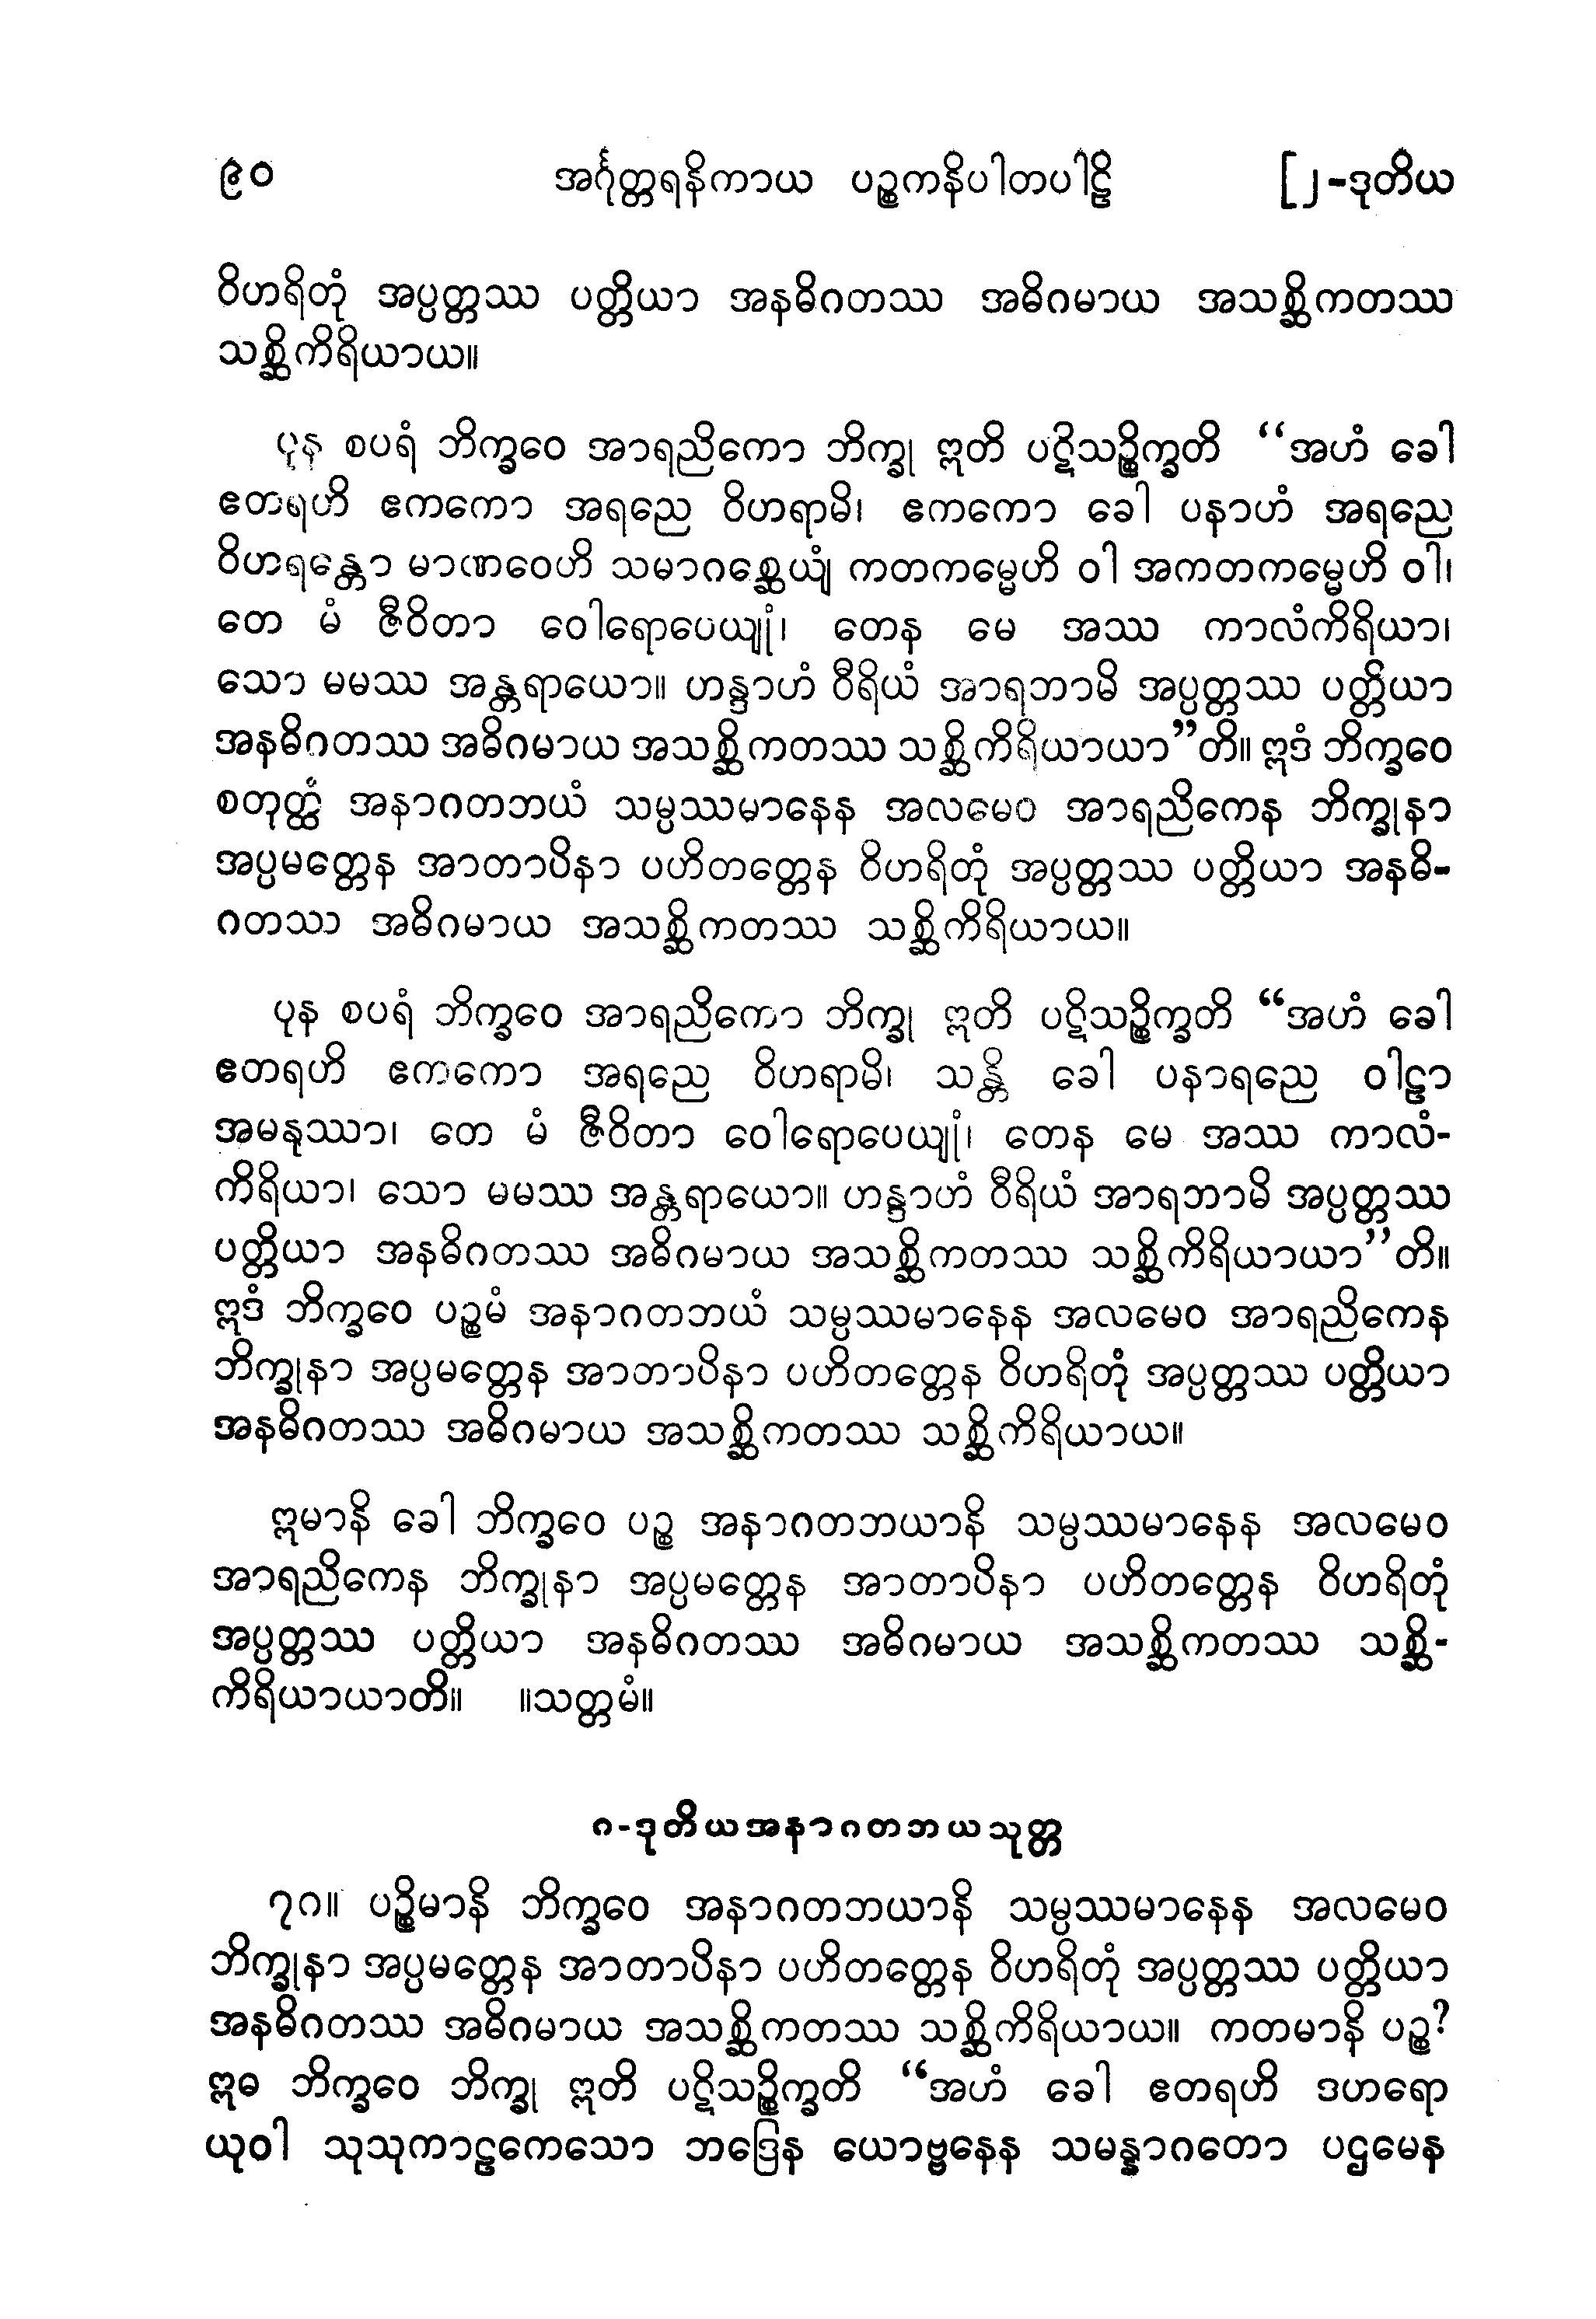 ၉၀ အင်္ဂုတ္တရနိကာယ ပဉ္စကနိပါတပါဠိ [၂-ဒုတိယ
ဝိဟရိတုံ အပ္ပတ္တဿ ပတ္တိယာ အနဓိဂတဿ အဓိဂမာယ အသစ္ဆိကတဿ
သစ္ဆိကိရိယာယ။
ပုန စပရံ ဘိက္ခဝေ အာရညိကော ဘိက္ခု ဣတိ ပဋိသဉ္စိက္ခတိ “အဟံ ခေါ
ဧတရဟိ ဧကကော အရညေ ဝိဟရာမိ၊ ဧကကော ခေါ ပနာဟံ အရညေ
ဝိဟရန္တော မာဏဝေဟိ သမာဂစ္ဆေယျံ ကတကမ္မေဟိ ဝါ အကတကမ္မေဟိ ဝါ၊
တေ မံ ဇီဝိတာ ဝေါရောပေယျုံ၊ တေန မေ အဿ ကာလံကိရိယာ၊
သော မမဿ အန္တရာယော။ ဟန္ဒာဟံ ဝီရိယံ အာရဘာမိ အပ္ပတ္တဿ ပတ္တိယာ
အနဓိဂတဿ အဓိဂမာယ အသစ္ဆိကတဿ သစ္ဆိကိရိယာယာ”တိ။ ဣဒံ ဘိက္ခဝေ
စတုတ္ထံ အနာဂတဘယံ သမ္ပဿမာနေန အလမေဝ အာရညိကေန ဘိက္ခုနာ
အပ္ပမတ္တေန အာတာပိနာ ပဟိတတ္တေန ဝိဟရိတုံ အပ္ပတ္တဿ ပတ္တိယာ အနဓိ-
ဂတဿ အဓိဂမာယ အသစ္ဆိကတဿ သစ္ဆိကိရိယာယ။
ပုန စပရံ ဘိက္ခဝေ အာရညိကော ဘိက္ခု ဣတိ ပဋိသဉ္စိက္ခတိ “အဟံ ခေါ
ဧတရဟိ ဧကကော အရညေ ဝိဟရာမိ၊ သန္တိ ခေါ ပနာရညေ ဝါဠာ
အမနုဿာ၊ တေ မံ ဇီဝိတာ ဝေါရောပေယျုံ၊ တေန မေ အဿ ကာလံ-
ကိရိယာ၊ သော မမဿ အန္တရာယော။ ဟန္ဒာဟံ ဝီရိယံ အာရဘာမိ အပ္ပတ္တဿ
ပတ္တိယာ အနဓိဂတဿ အဓိဂမာယ အသစ္ဆိကတဿ သစ္ဆိကိရိယာယာ”တိ။
ဣဒံ ဘိက္ခဝေ ပဉ္စမံ အနာဂတဘယံ သမ္ပဿမာနေန အလမေဝ အာရညိကေန
ဘိက္ခုနာ အပ္ပမတ္တေန အာတာပိနာ ပဟိတတ္တေန ဝိဟရိတုံ အပ္ပတ္တဿ ပတ္တိယာ
အနဓိဂတဿ အဓိဂမာယ အသစ္ဆိကတဿ သစ္ဆိကိရိယာယ။
ဣမာနိ ခေါ ဘိက္ခဝေ ပဉ္စ အနာဂတဘယာနိ သမ္ပဿမာနေန အလမေဝ
အာရညိကေန ဘိက္ခုနာ အပ္ပမတ္တေန အာတာပိနာ ပဟိတတ္တေန ဝိဟရိတုံ
အပ္ပတ္တဿ ပတ္တိယာ အနဓိဂတဿ အဓိဂမာယ အသစ္ဆိကတဿ သစ္ဆိ-
ကိရိယာယာတိ။ ။သတ္တမံ။
၈-ဒုတိယအနာဂတဘယသုတ္တ
၇၈။ ပဉ္စိမာနိ ဘိက္ခဝေ အနာဂတဘယာနိ သမ္ပဿမာနေန အလမေဝ
ဘိက္ခုနာ အပ္ပမတ္တေန အာတာပိနာ ပဟိတတ္တေန ဝိဟရိတုံ အပ္ပတ္တဿ ပတ္တိယာ
အနဓိဂတဿ အဓိဂမာယ အသစ္ဆိကတဿ သစ္ဆိကိရိယာယ။ ကတမာနိ ပဉ္စ?
ဣဓ ဘိက္ခဝေ ဘိက္ခု ဣတိ ပဋိသဉ္စိက္ခတိ “အဟံ ခေါ ဧတရဟိ ဒဟရော
ယုဝါ သုသုကာဠကေသော ဘဒြေန ယောဗ္ဗနေန သမန္နာဂတော ပဌမေန